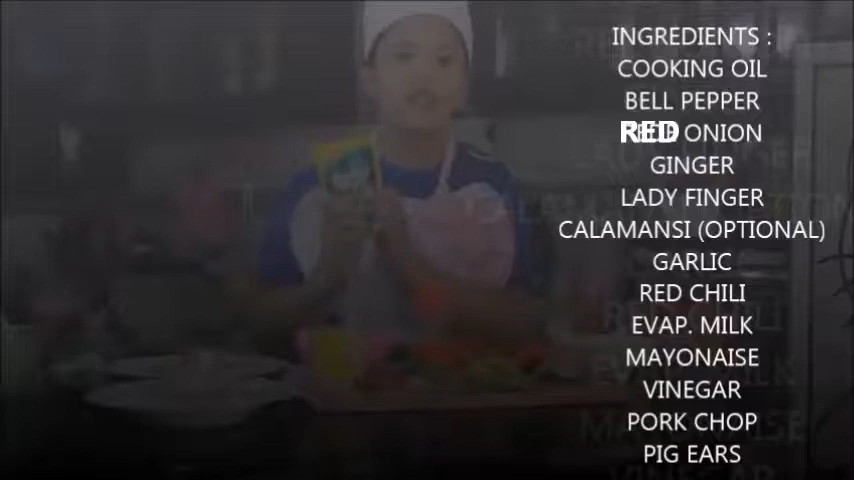 INGREDIENTS :
COOKING OIL
BELL PEPPER
RED ONION
GINGER
LADY FINGER
CALAMANSI (OPTIONAL)
GARLIC
RED CHILI
EVAP. MILK
MAYONAISE
VINEGAR
PORK CHOP
PIG EARS